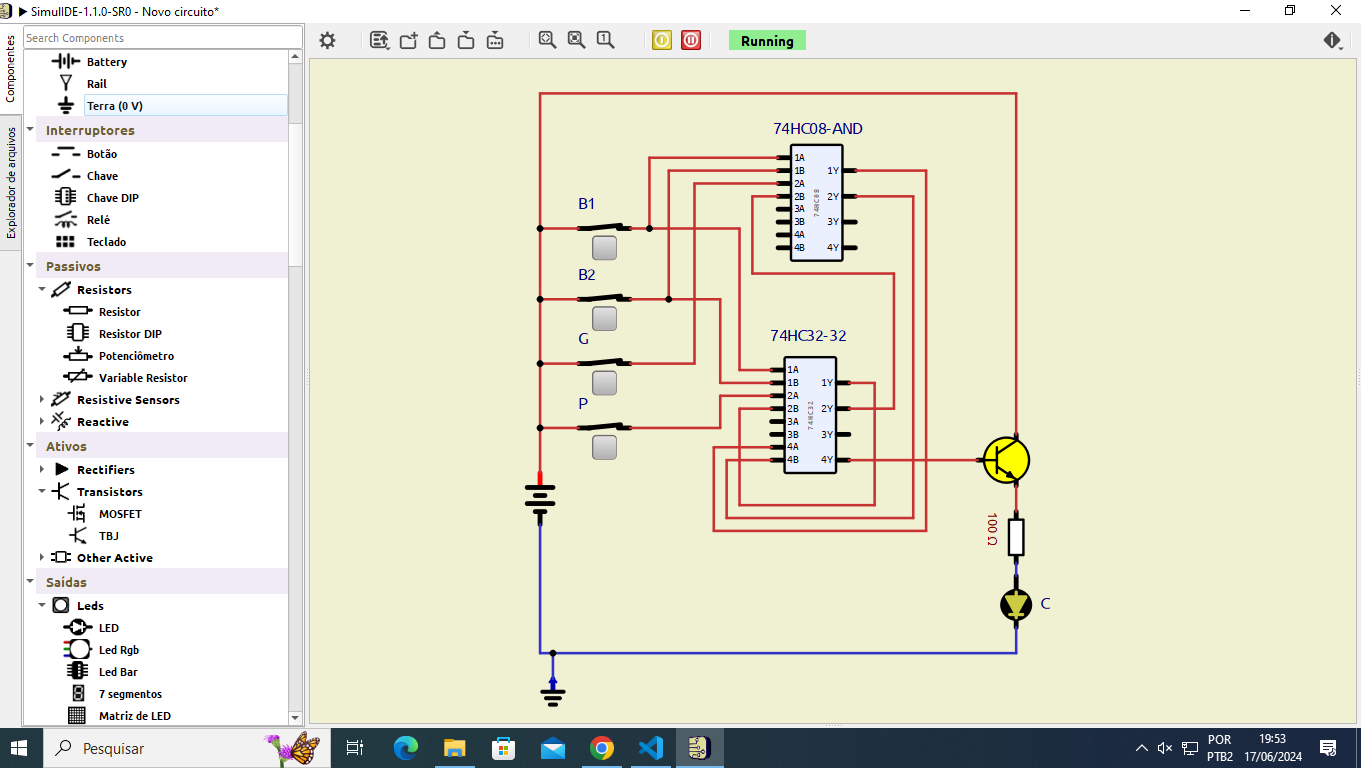 SimulIDE-1.1.0-SR0 - Novo circuito*
Componentes
Explorador de arquivos
Search Components
Battery
Rail
Terra (0 V)
Interruptores
Botão
Chave
Chave DIP
Relé
Teclado
Passivos
Resistors
Resistor
Resistor DIP
Potenciômetro
Variable Resistor
Resistive Sensors
Reactive
Ativos
Rectifiers
Transistors
MOSFET
TBJ
Other Active
Saídas
Leds
LED
Led Rgb
Led Bar
7 segmentos
Matriz de LED
1
Running
74HC08-AND
1A
1B
2A
2B
3A
3B
4A
4B
74HC08
1Y
2Y
3Y
4Y
B1
B2
G
P
74HC32-32
1A
1B
2A
2B
3A
3B
4A
4B
74HC32
1Y
2Y
3Y
4Y
100 Ω
C
Pesquisar
POR
PTB2
19:53
17/06/2024